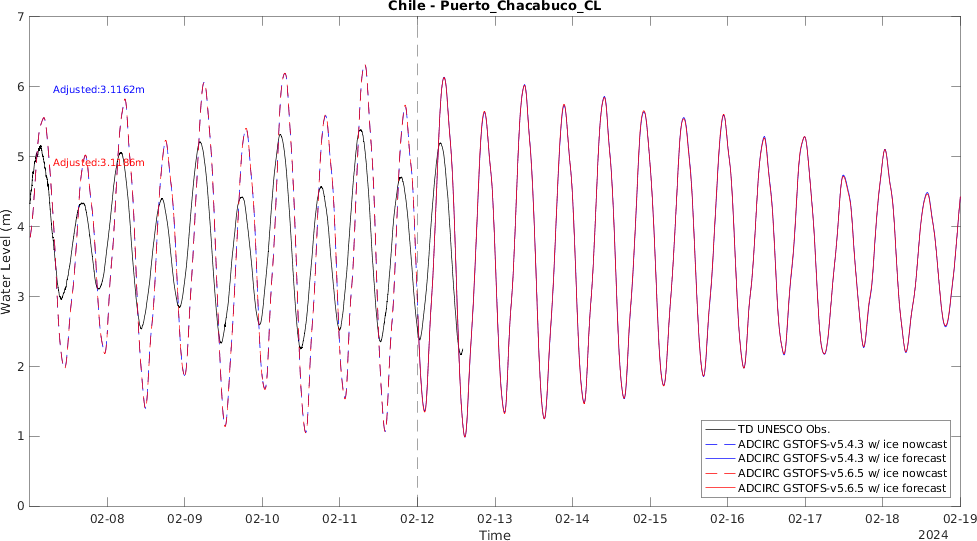 Chile - Puerto_Chacabuco_CL
7
6
5
4
3
2
1
0
Water Level (m)
Adjusted:3.1162m
Adjusted:3.1186m
TD UNESCO Obs.
ADCIRC GSTOFS-v5.4.3 w/ ice nowcast
ADCIRC GSTOFS-v5.4.3 w/ ice forecast
ADCIRC GSTOFS-v5.6.5 w/ ice nowcast
ADCIRC GSTOFS-v5.6.5 w/ ice forecast
02-08 02-09 02-10 02-11 02-12 02-13 02-14 02-15 02-16 02-17 02-18 02-19
Time
2024